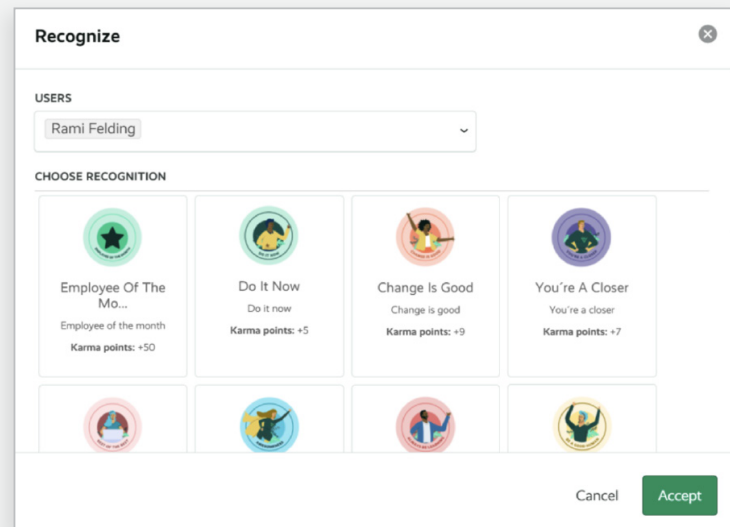 Recognize
USERS
Rami Felding
CHOOSE RECOGNITION
Employee Of The
Mo...
Employee of the month
Karma points: +50
Do It Now
Do it now
Karma points: +5
Change Is Good
Change is good
Karma points: +9
You´re A Closer
You´re a closer
Karma points: +7
Cancel
Accept